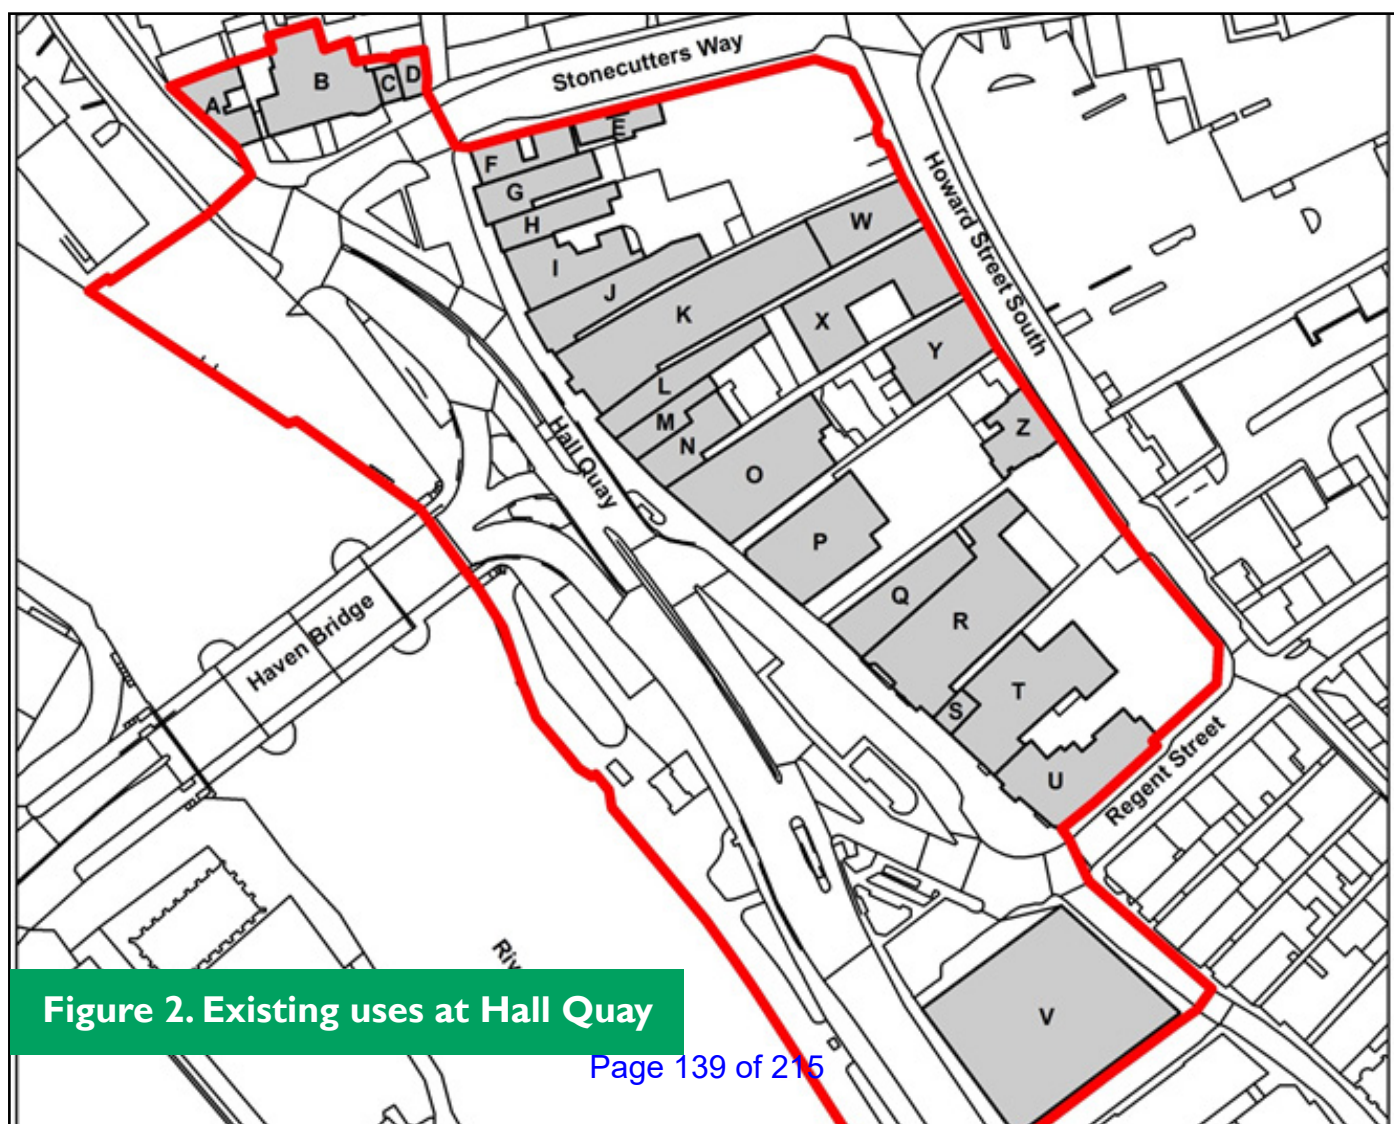 B
C
D
A
Stonecutters Way
E
F
G
H
I
J
K
W
Howard Street South
X
Y
L
M
N
Z
Hall Quay
O
P
Q
R
Haven Bridge
T
S
U
Regent Street
V
Riv
Figure 2. Existing uses at Hall Quay
Page 139 of 215